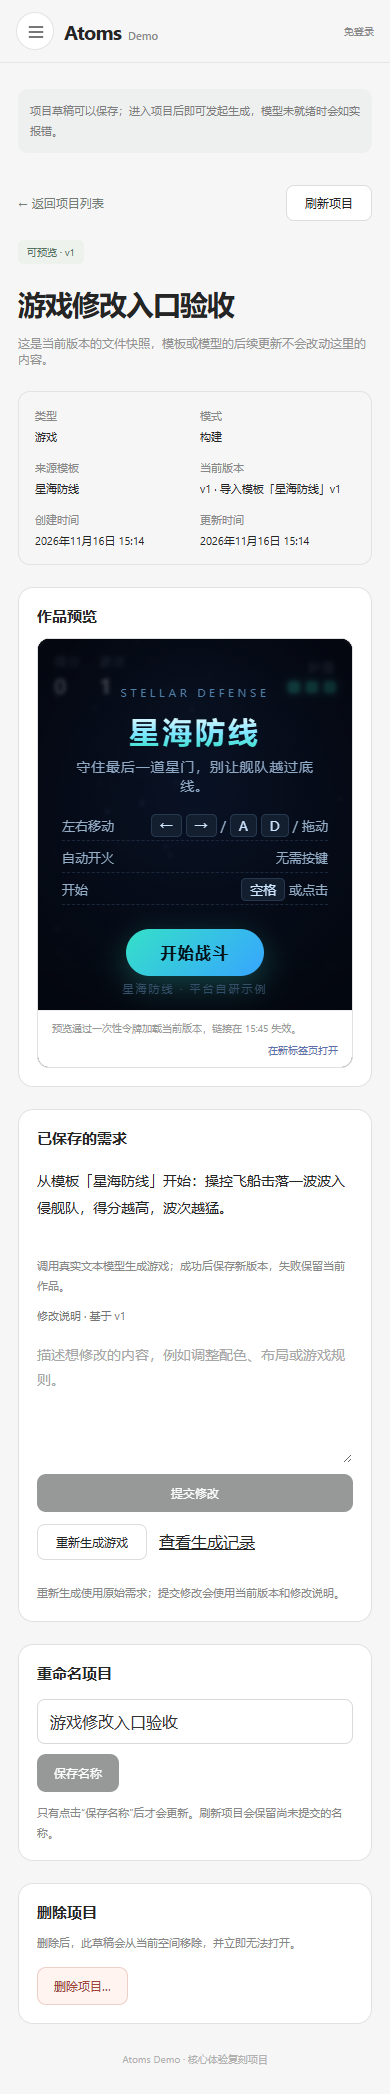 Atoms Demo
免登录
项目草稿可以保存；进入项目后即可发起生成，模型未就绪时会如实
报错。
← 返回项目列表
刷新项目
可预览 · v1
游戏修改入口验收
这是当前版本的文件快照，模板或模型的后续更新不会改动这里的
内容。
类型
模式
游戏
构建
来源模板
当前版本
星海防线
v1 · 导入模板「星海防线」v1
创建时间
更新时间
2026年11月16日 15:14
2026年11月16日 15:14
作品预览
0 1
STELLAR DEFENSE
星海防线
守住最后一道星门，别让舰队越过底
线。
左右移动
← → / A D / 拖动
自动开火
无需按键
开始
空格 或点击
开始战斗
星海防线 · 平台自研示例
预览通过一次性令牌加载当前版本，链接在 15:45 失效。
在新标签页打开
已保存的需求
从模板「星海防线」开始：操控飞船击落一波波入
侵舰队，得分越高，波次越猛。
调用真实文本模型生成游戏；成功后保存新版本，失败保留当前
作品。
修改说明 · 基于 v1
描述想修改的内容，例如调整配色、布局或游戏规
则。
提交修改
重新生成游戏
查看生成记录
重新生成使用原始需求；提交修改会使用当前版本和修改说明。
重命名项目
游戏修改入口验收
保存名称
只有点击“保存名称”后才会更新。刷新项目会保留尚未提交的名
称。
删除项目
删除后，此草稿会从当前空间移除，并立即无法打开。
删除项目...
Atoms Demo · 核心体验复刻项目